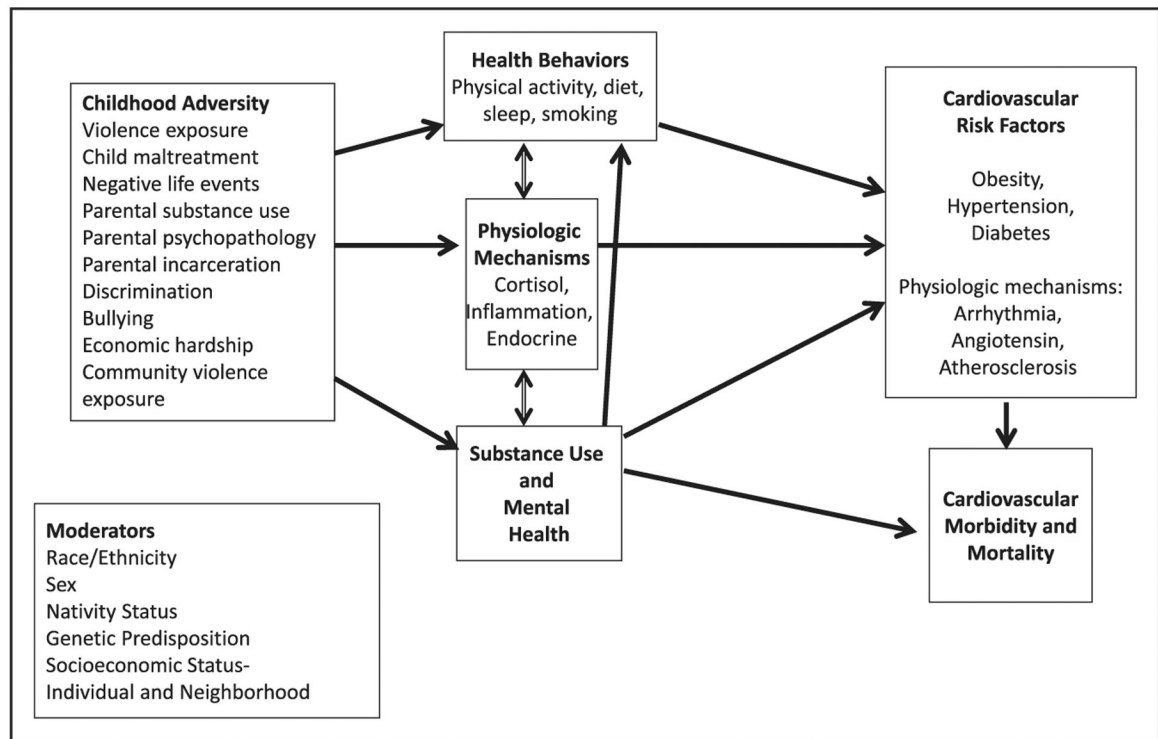 Childhood Adversity
Violence exposure
Child maltreatment
Negative life events
Parental substance use
Parental psychopathology
Parental incarceration
Discrimination
Bullying
Economic hardship
Community violence
exposure
Health Behaviors
Physical activity, diet,
sleep, smoking
Physiologic
Mechanisms
Cortisol,
Inflammation,
Endocrine
Substance Use
and
Mental
Health
Cardiovascular
Risk Factors
Obesity,
Hypertension,
Diabetes
Physiologic mechanisms:
Arrhythmia,
Angiotensin,
Atherosclerosis
Cardiovascular
Morbidity and
Mortality
Moderators
Race/Ethnicity
Sex
Nativity Status
Genetic Predisposition
Socioeconomic Status-
Individual and Neighborhood